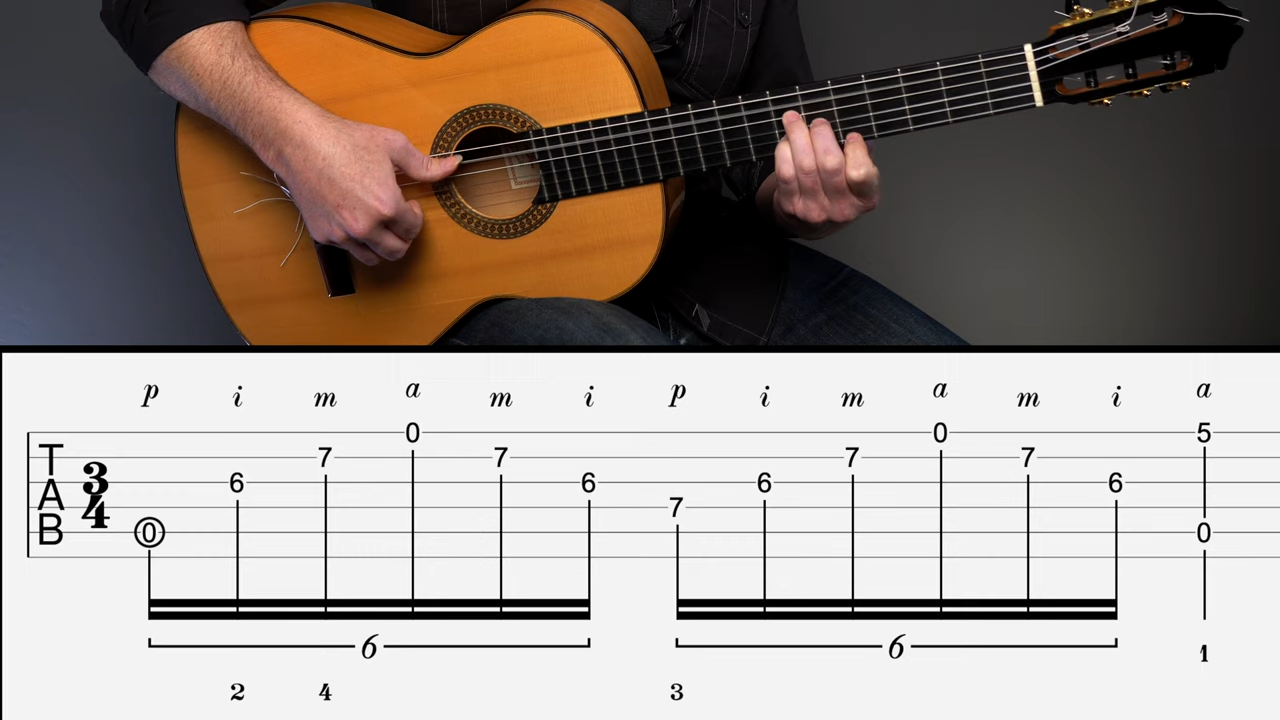 p i m a m i p i m a m i a
0 0 5
T 7 7 7 7
3 6 6 6 6
A 7
4
B 0 0
6 6 1
2 4 3